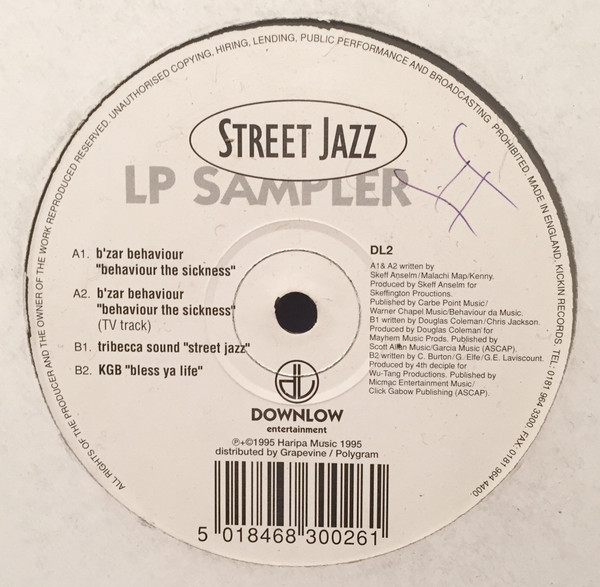 ALL RIGHTS OF THE PRODUCER AND THE OWNER OF THE WORK REPRODUCED RESERVED. UNAUTHORISED COPYING, HIRING, LENDING, PUBLIC PERFORMANCE AND BROADCASTING PROHIBITED. MADE IN ENGLAND. KICKIN RECORDS, TEL: 0181 964 3300. FAX: 0181 964 4400.
STREET JAZZ
LP SAMPLER
A1. b'zar behaviour
"behaviour the sickness"
A2. b'zar behaviour
"behaviour the sickness"
(TV track)
B1. tribecca sound "street jazz"
B2. KGB "bless ya life"
DL2
A1& A2 written by
Skeff Anselm/Malachi Map/Kenny.
Produced by Skeff Anselm for
Skeffington Prouctions.
Published by Carbe Point Music/
Warner Chapel Music/Behaviour da Music.
B1 written by Douglas Coleman/Chris Jackson.
Produced by Douglas Coleman for
Mayhem Music Prods. Published by
Scott Allan Music/Garcia Music (ASCAP).
B2 written by C. Burton/G. Elfe/G.E. Laviscount.
Produced by 4th deciple for
Wu-Tang Productions. Published by
Micmac Entertainment Music/
Click Gabow Publishing (ASCAP).
DOWNLOW
entertainment
℗+©1995 Haripa Music 1995
distributed by Grapevine / Polygram
5 018468 300261